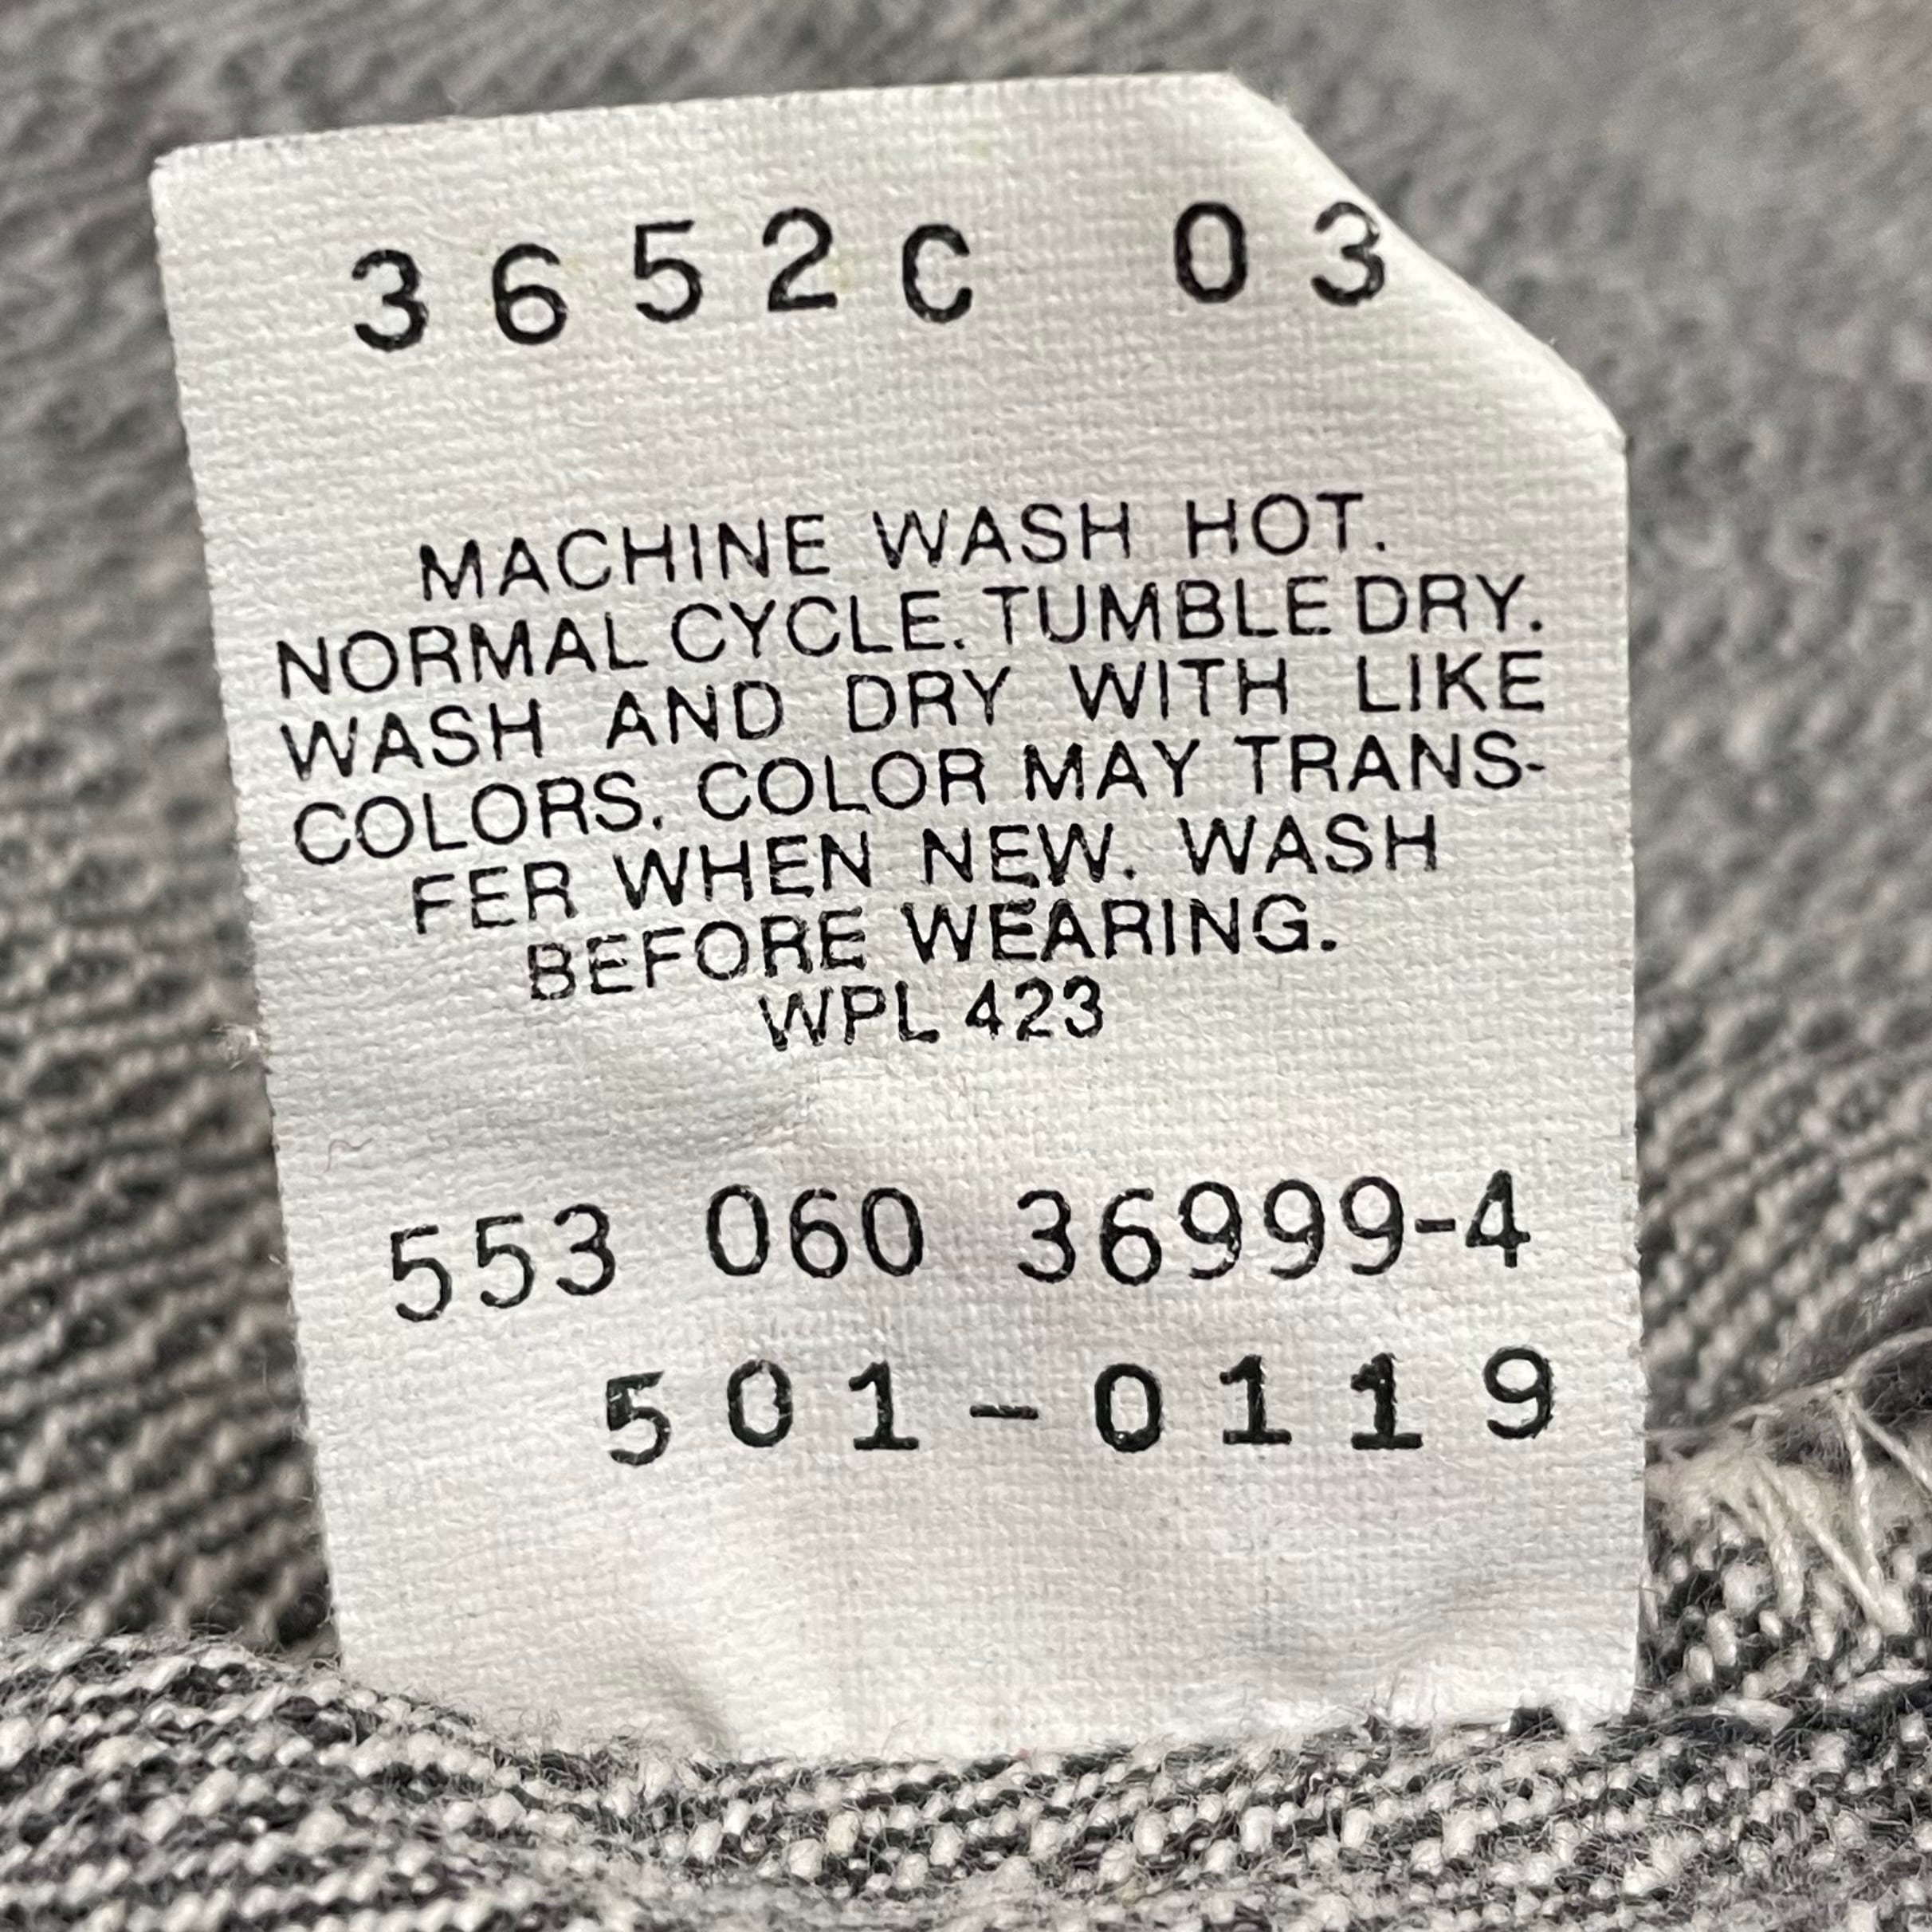 3652C 03
MACHINE WASH HOT.
NORMAL CYCLE. TUMBLE DRY.
WASH AND DRY WITH LIKE
COLORS. COLOR MAY TRANS-
FER WHEN NEW. WASH
BEFORE WEARING.
WPL 423
553 060 36999-4
501-0119